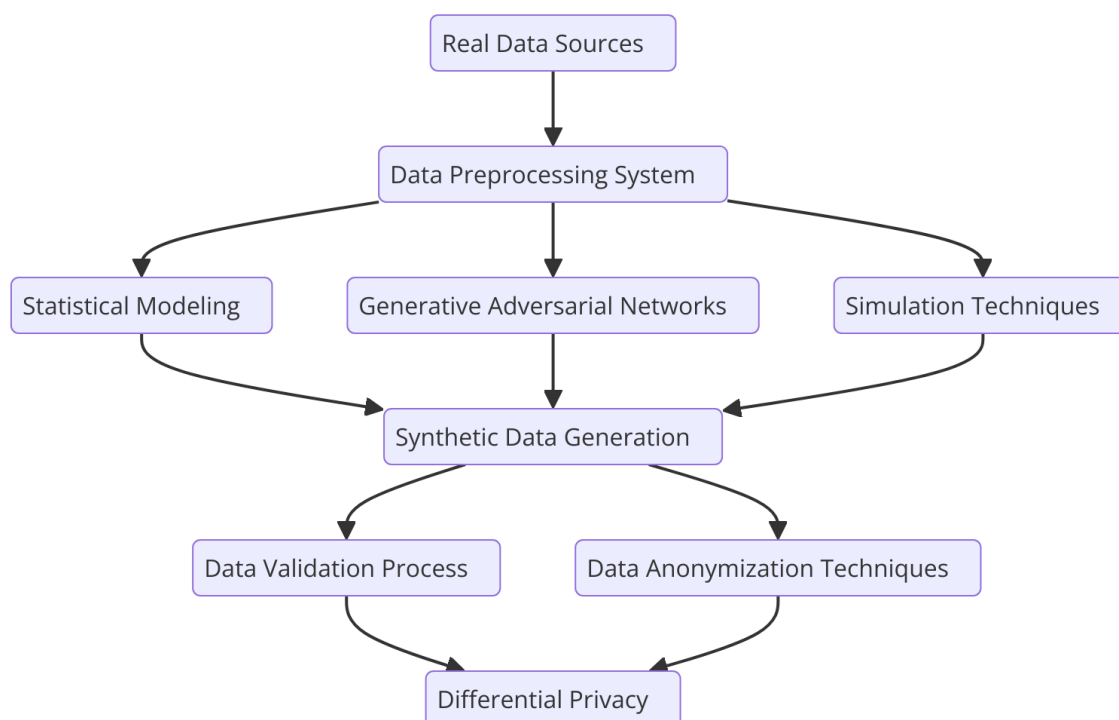 Real Data Sources
Data Preprocessing System
Statistical Modeling
Generative Adversarial Networks
Simulation Techniques
Synthetic Data Generation
Data Validation Process
Data Anonymization Techniques
Differential Privacy